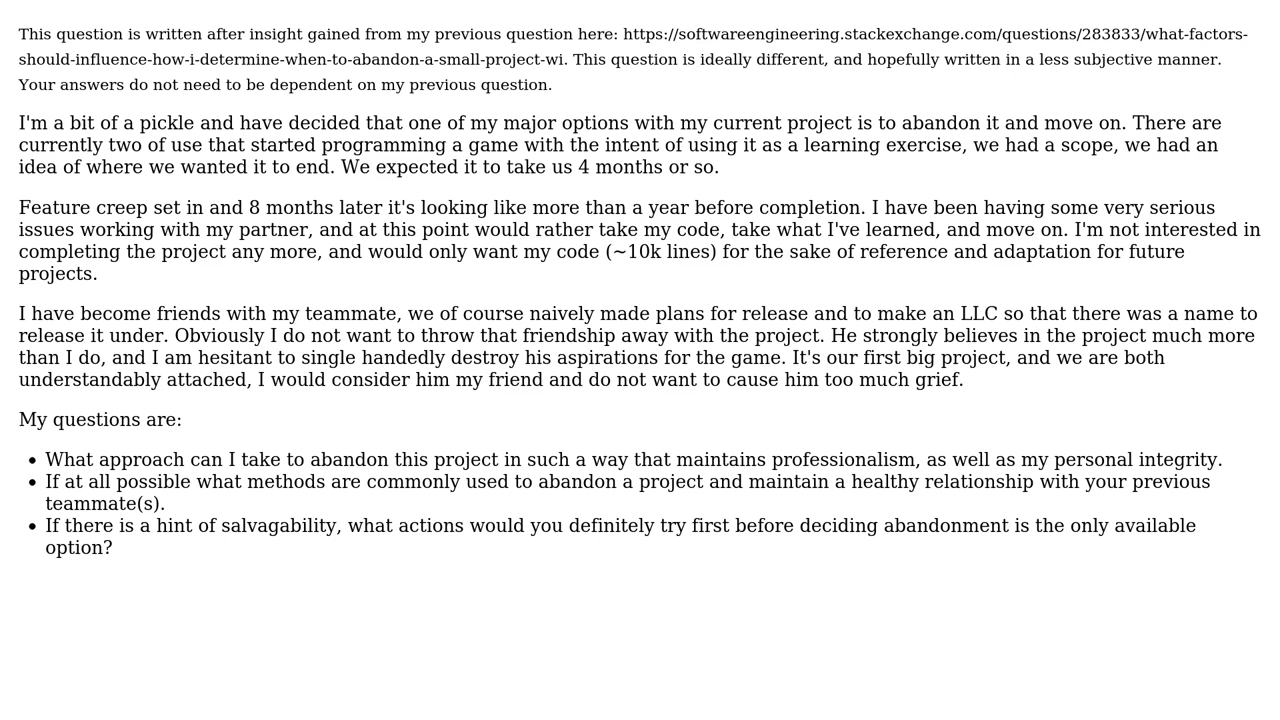 This question is written after insight gained from my previous question here: https://softwareengineering.stackexchange.com/questions/283833/what-factors-
should-influence-how-i-determine-when-to-abandon-a-small-project-wi. This question is ideally different, and hopefully written in a less subjective manner.
Your answers do not need to be dependent on my previous question.
I'm a bit of a pickle and have decided that one of my major options with my current project is to abandon it and move on. There are
currently two of use that started programming a game with the intent of using it as a learning exercise, we had a scope, we had an
idea of where we wanted it to end. We expected it to take us 4 months or so.
Feature creep set in and 8 months later it's looking like more than a year before completion. I have been having some very serious
issues working with my partner, and at this point would rather take my code, take what I've learned, and move on. I'm not interested in
completing the project any more, and would only want my code (~10k lines) for the sake of reference and adaptation for future
projects.
I have become friends with my teammate, we of course naively made plans for release and to make an LLC so that there was a name to
release it under. Obviously I do not want to throw that friendship away with the project. He strongly believes in the project much more
than I do, and I am hesitant to single handedly destroy his aspirations for the game. It's our first big project, and we are both
understandably attached, I would consider him my friend and do not want to cause him too much grief.
My questions are:
• What approach can I take to abandon this project in such a way that maintains professionalism, as well as my personal integrity.
• If at all possible what methods are commonly used to abandon a project and maintain a healthy relationship with your previous
teammate(s).
• If there is a hint of salvagability, what actions would you definitely try first before deciding abandonment is the only available
option?